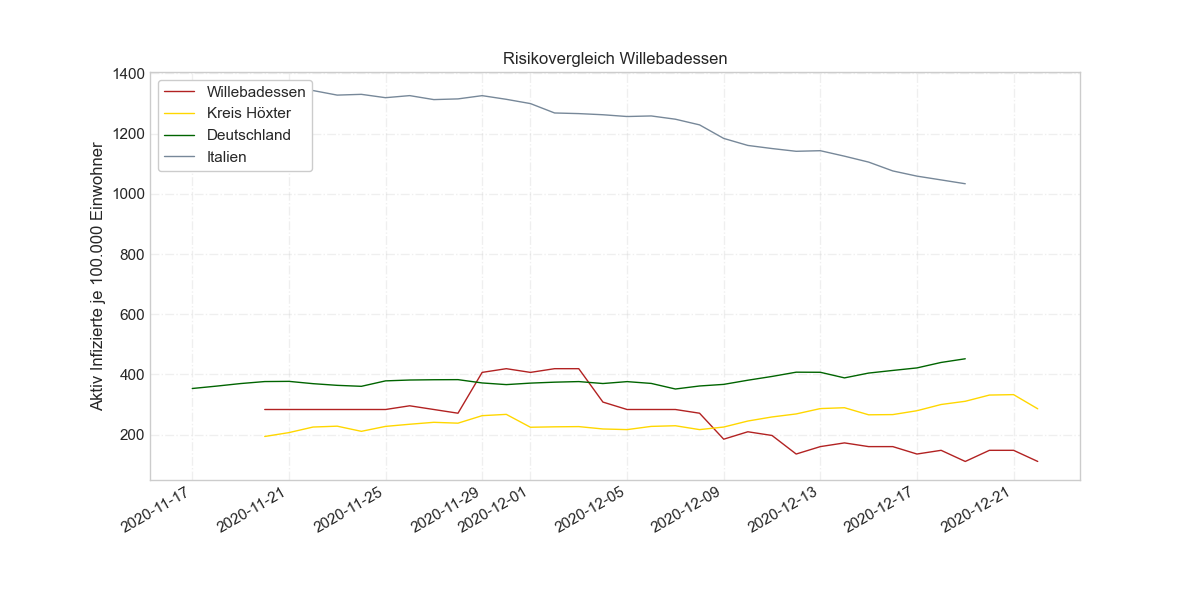 Risikovergleich Willebadessen
Aktiv Infizierte je 100.000 Einwohner
1400
1200
1000
800
600
400
200
Willebadessen
Kreis Höxter
Deutschland
Italien
2020-11-17
2020-11-21
2020-11-25
2020-11-29
2020-12-01
2020-12-05
2020-12-09
2020-12-13
2020-12-17
2020-12-21